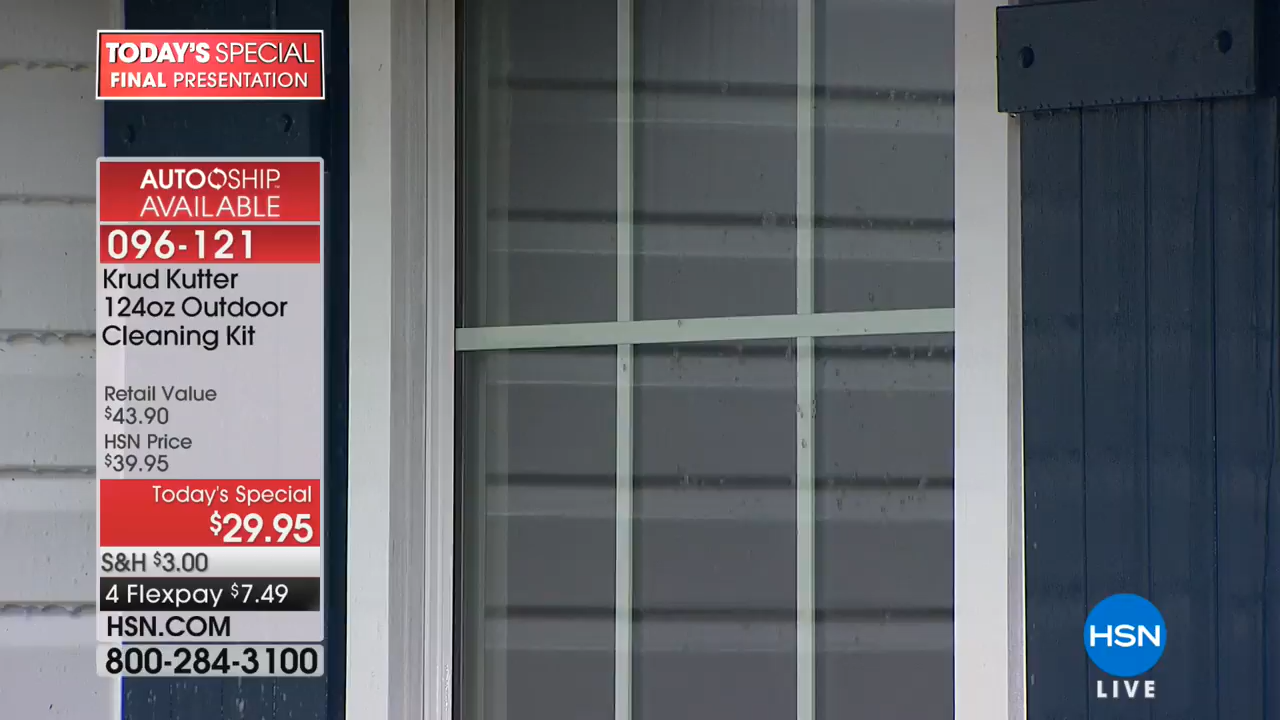 TODAY'S SPECIAL
FINAL PRESENTATION
AUTOSHIP™
AVAILABLE
096-121
Krud Kutter
124oz Outdoor
Cleaning Kit
Retail Value
$43.90
HSN Price
$39.95
Today's Special
$29.95
S&H $3.00
4 Flexpay $7.49
HSN.COM
800-284-3100
HSN
LIVE